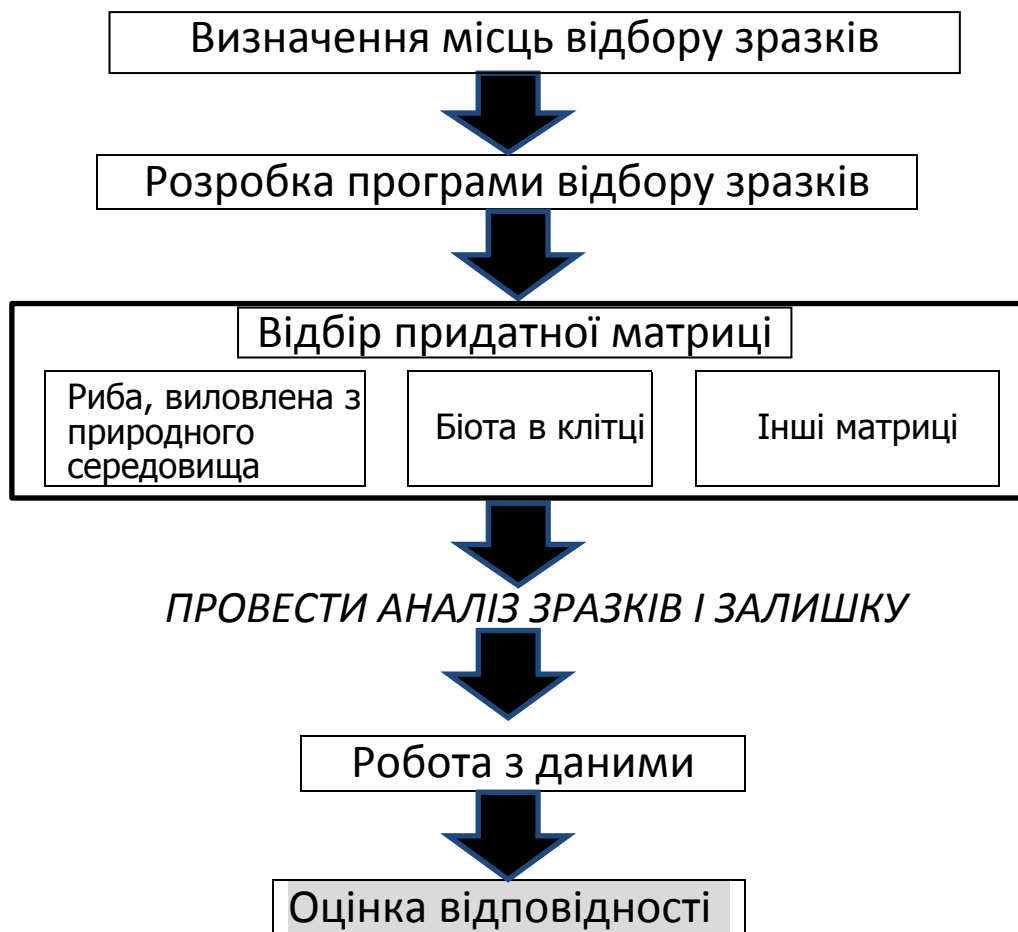 Визначення місць відбору зразків
Розробка програми відбору зразків
Відбір придатної матриці
Риба, виловлена з
природного
середовища
Біота в клітці
Інші матриці
ПРОВЕСТИ АНАЛІЗ ЗРАЗКІВ І ЗАЛИШКУ
Робота з даними
Оцінка відповідності